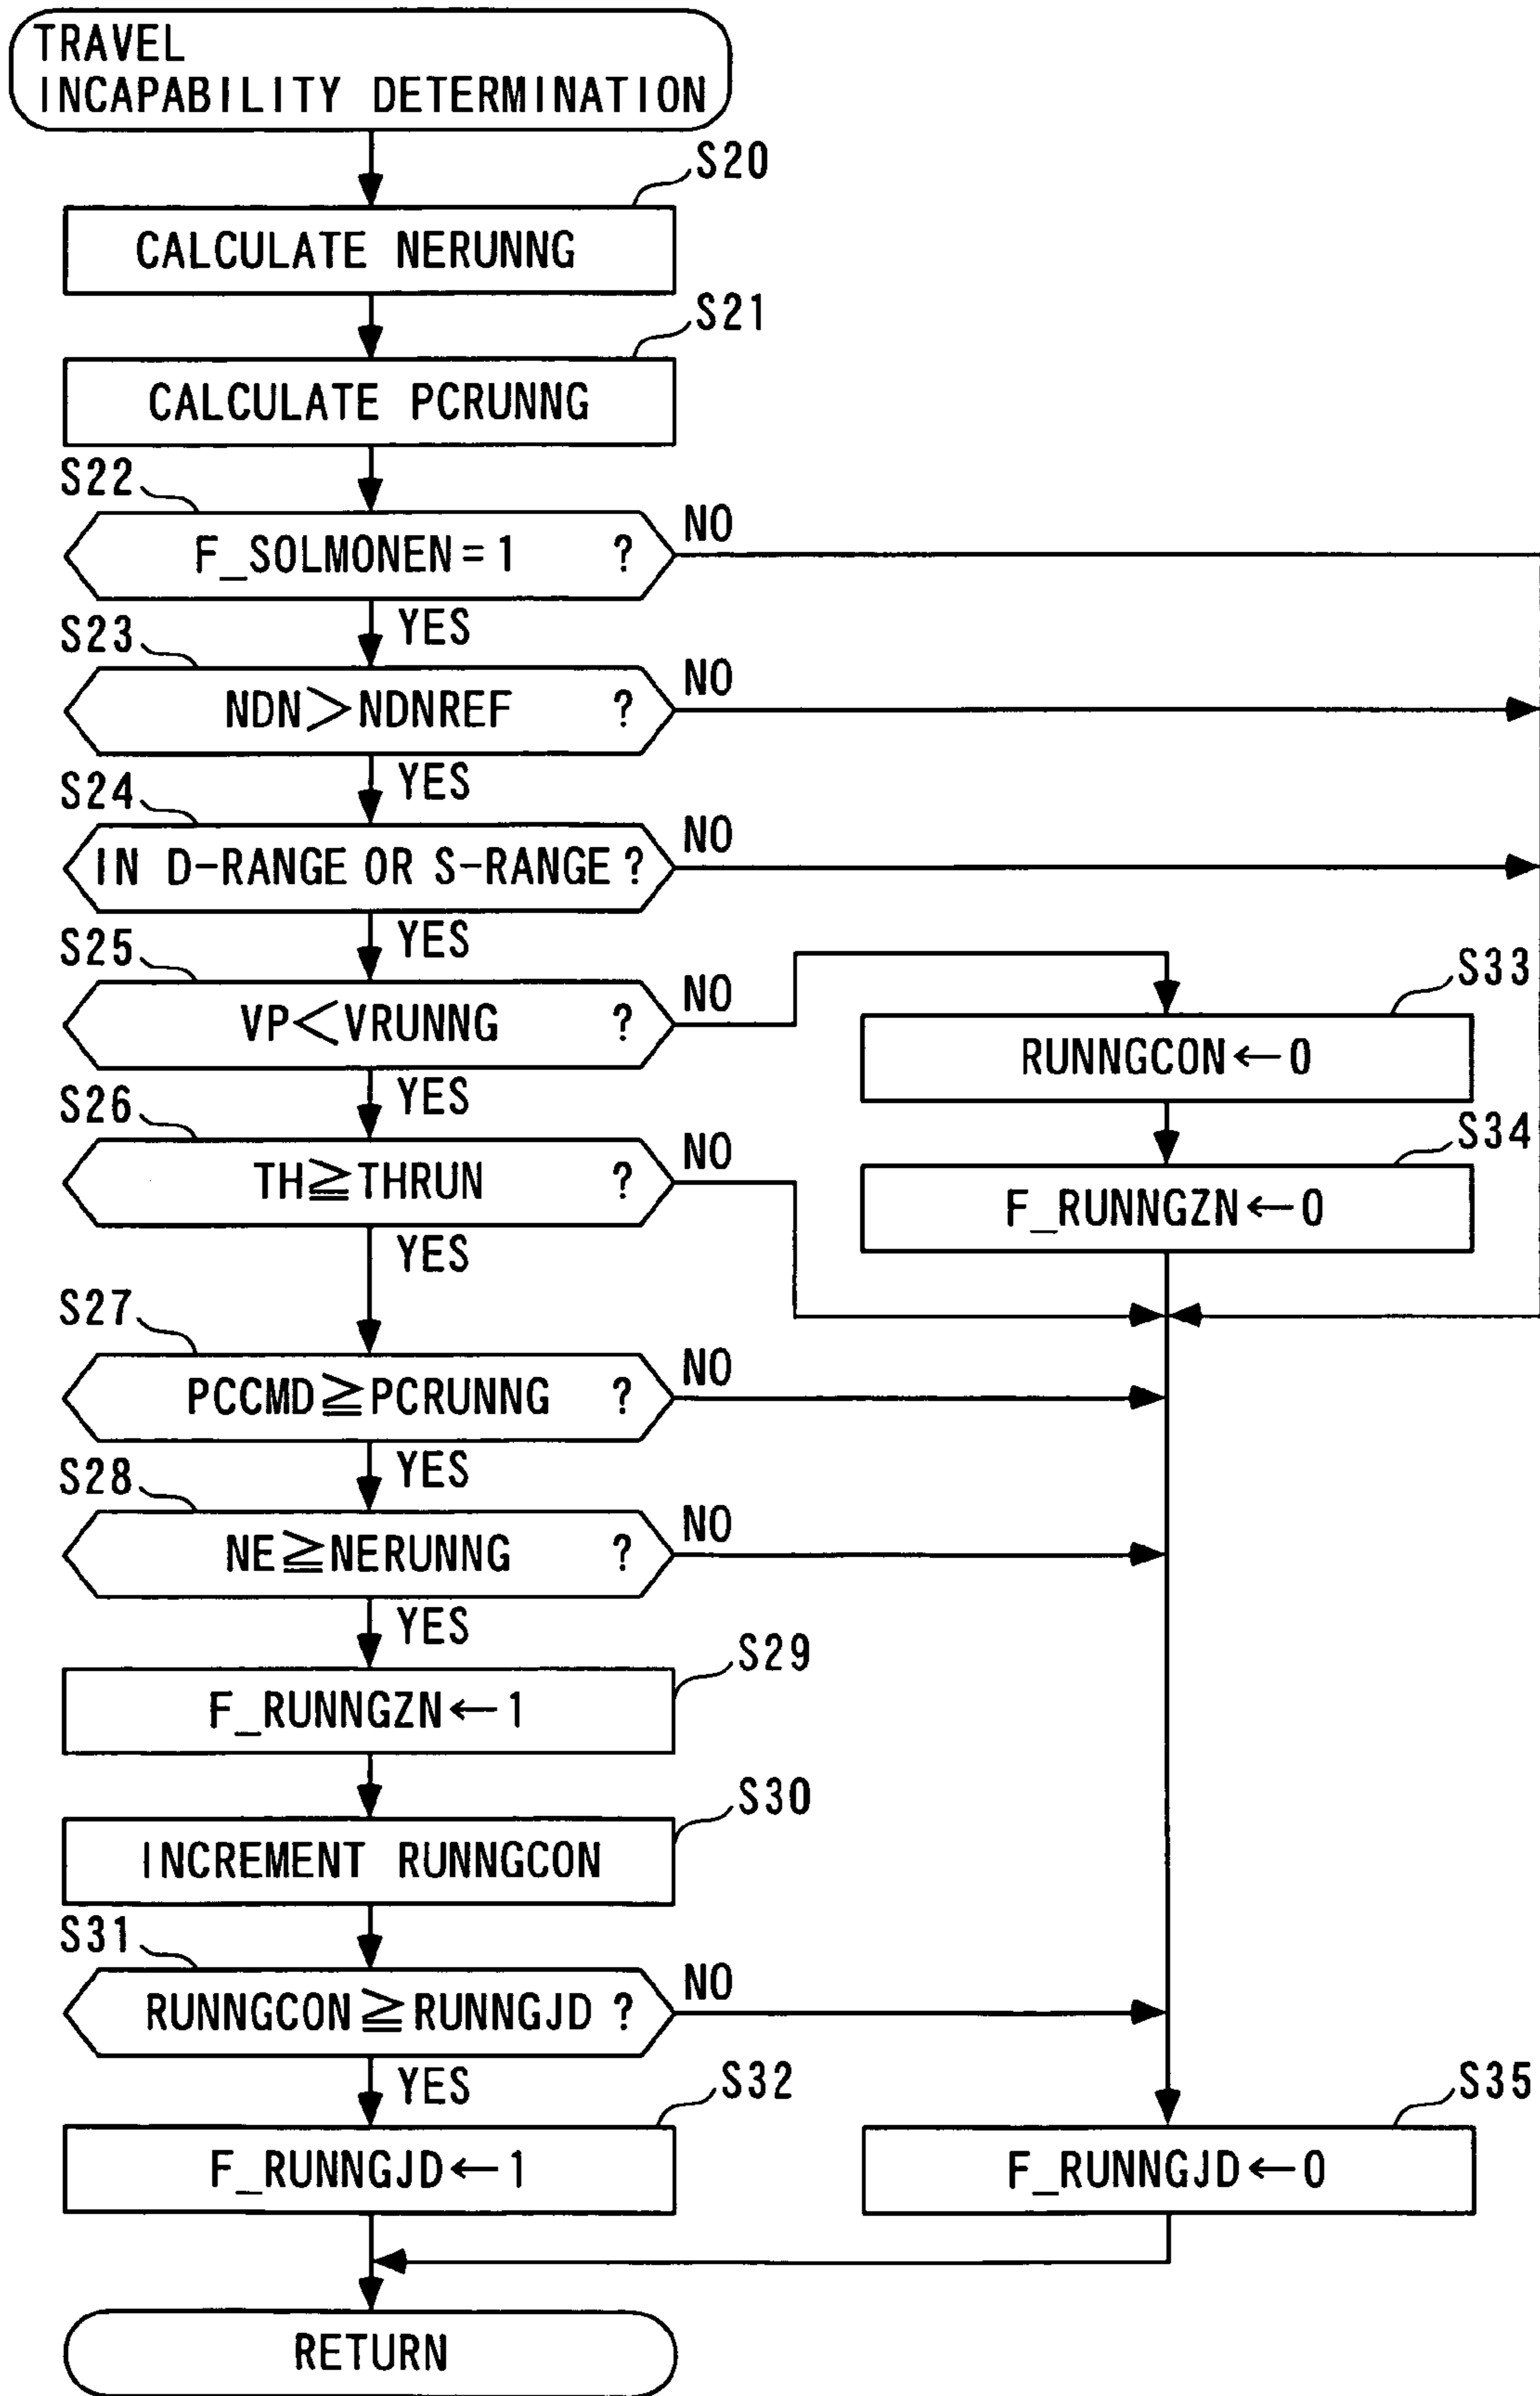 TRAVEL
INCAPABILITY DETERMINATION
S20
CALCULATE NERUNNG
S21
CALCULATE PCRUNNG
S22
F_SOLMONEN=1 ?
NO
YES
S23
NDN>NDNREF ?
NO
YES
S24
IN D-RANGE OR S-RANGE ?
NO
YES
S25
VP<VRUNNG ?
NO
YES
S33
RUNNGCON←0
S26
TH≧THRUN ?
NO
YES
S34
F_RUNNGZN←0
S27
PCCMD≧PCRUNNG ?
NO
YES
S28
NE≧NERUNNG ?
NO
YES
S29
F_RUNNGZN←1
S30
INCREMENT RUNNGCON
S31
RUNNGCON≧RUNNGJD ?
NO
YES
S32
F_RUNNGJD←1
S35
F_RUNNGJD←0
RETURN